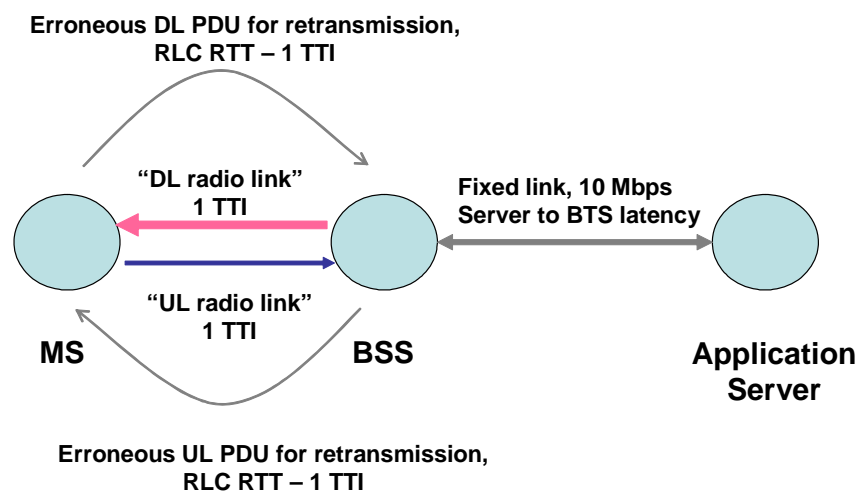 Erroneous DL PDU for retransmission,
RLC RTT – 1 TTI
“DL radio link”
1 TTI
Fixed link, 10 Mbps
Server to BTS latency
“UL radio link”
1 TTI
MS
BSS
Application
Server
Erroneous UL PDU for retransmission,
RLC RTT – 1 TTI